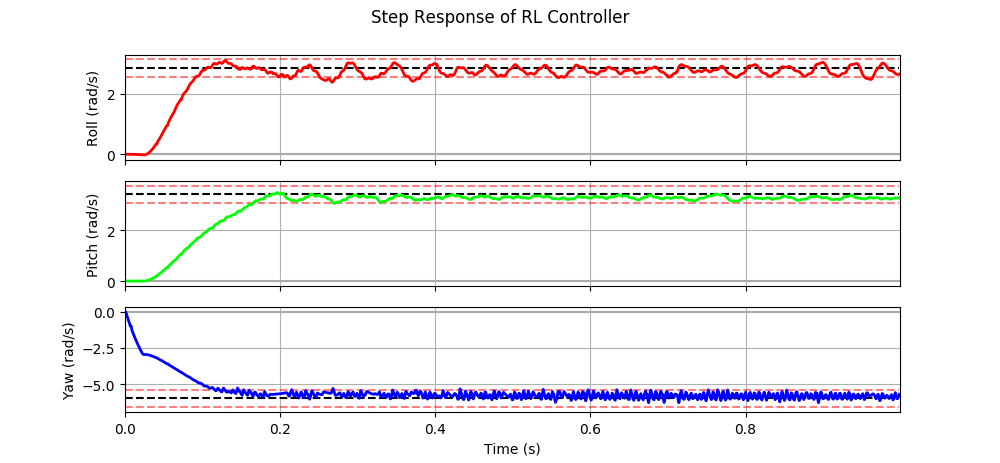 Step Response of RL Controller
2
0
Roll (rad/s)
2
0
Pitch (rad/s)
0.0
−2.5
−5.0
Yaw (rad/s)
0.0 0.2 0.4 0.6 0.8
Time (s)